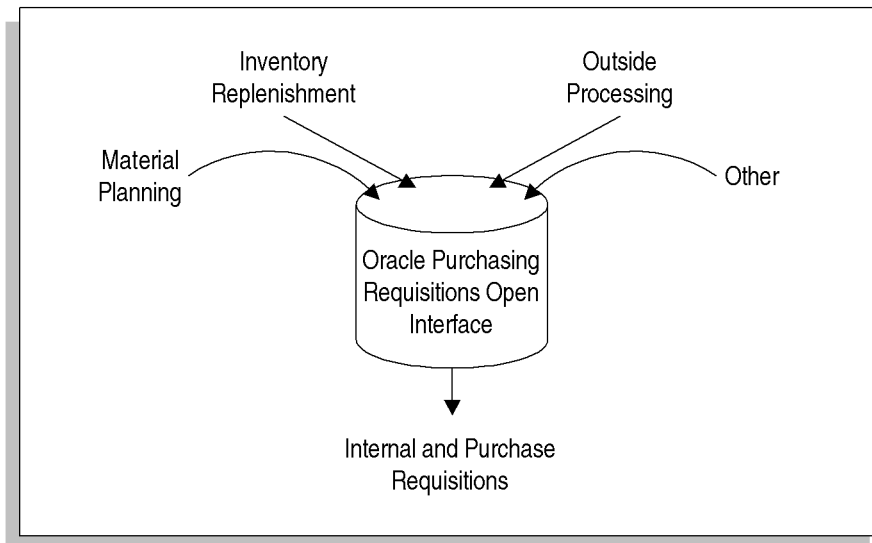 Inventory
Replenishment
Outside
Processing
Material
Planning
Other
Oracle Purchasing
Requisitions Open
Interface
Internal and Purchase
Requisitions